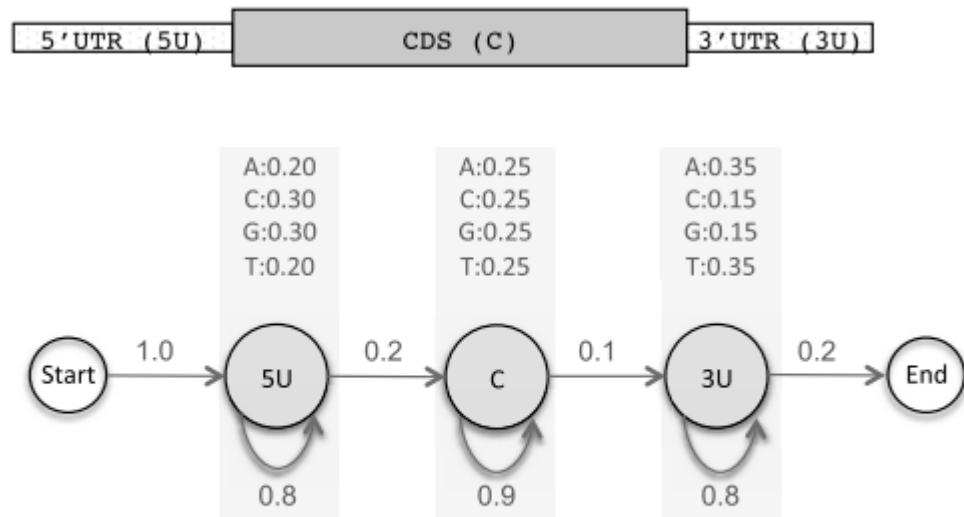 5'UTR (5U) CDS (C) 3'UTR (3U)
A:0.20 A:0.25 A:0.35
C:0.30 C:0.25 C:0.15
G:0.30 G:0.25 G:0.15
T:0.20 T:0.25 T:0.35
1.0 0.2 0.1 0.2
Start 5U C 3U End
0.8 0.9 0.8